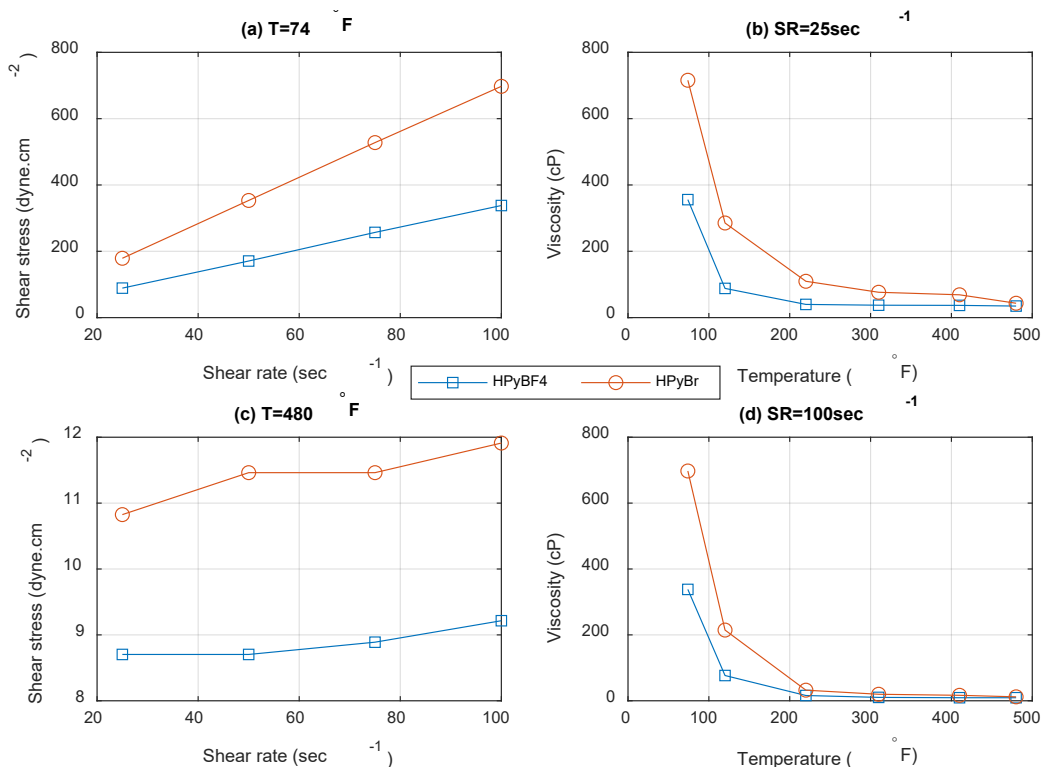 (a) T=74°F
Shear stress (dyne.cm-2)
800
600
400
200
0
20 40 60 80 100
Shear rate (sec-1)
(b) SR=25sec-1
Viscosity (cP)
800
600
400
200
0
0 100 200 300 400 500
Temperature (°F)
HPyBF4 HPyBr
(c) T=480°F
Shear stress (dyne.cm-2)
12
11
10
9
8
20 40 60 80 100
Shear rate (sec-1)
(d) SR=100sec-1
Viscosity (cP)
800
600
400
200
0
0 100 200 300 400 500
Temperature (°F)